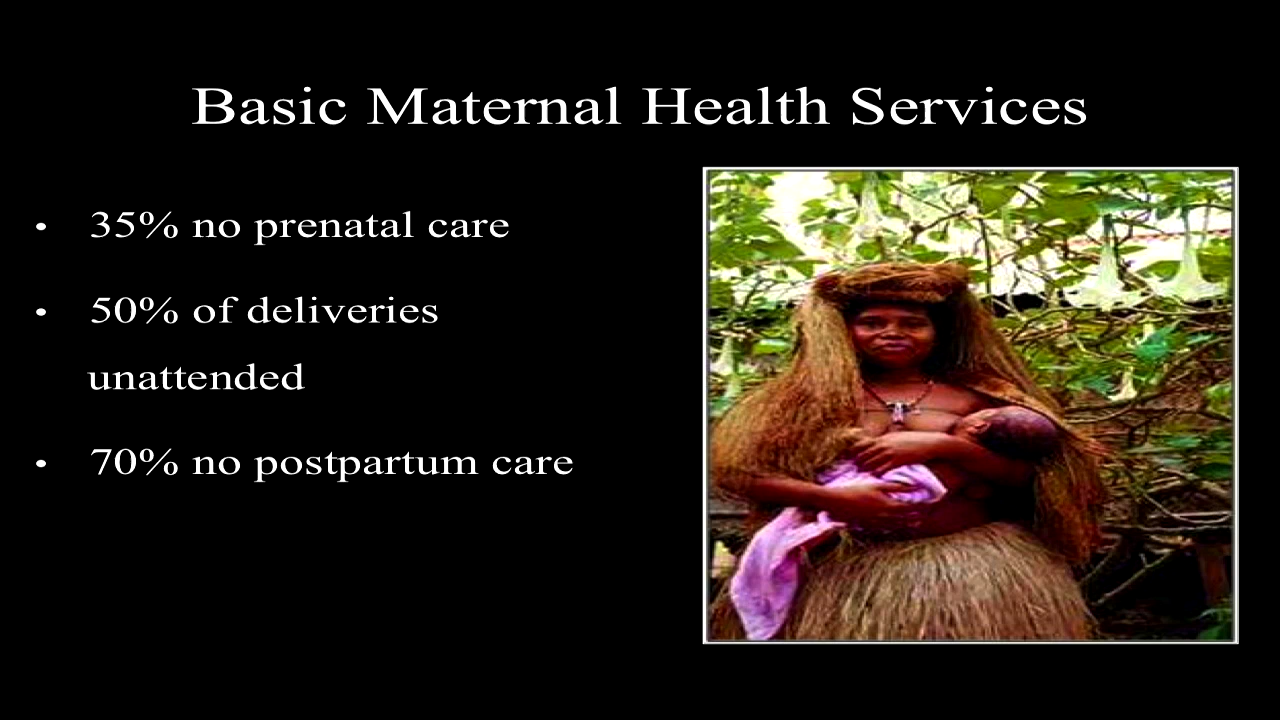 Basic Maternal Health Services
• 35% no prenatal care
• 50% of deliveries
unattended
• 70% no postpartum care